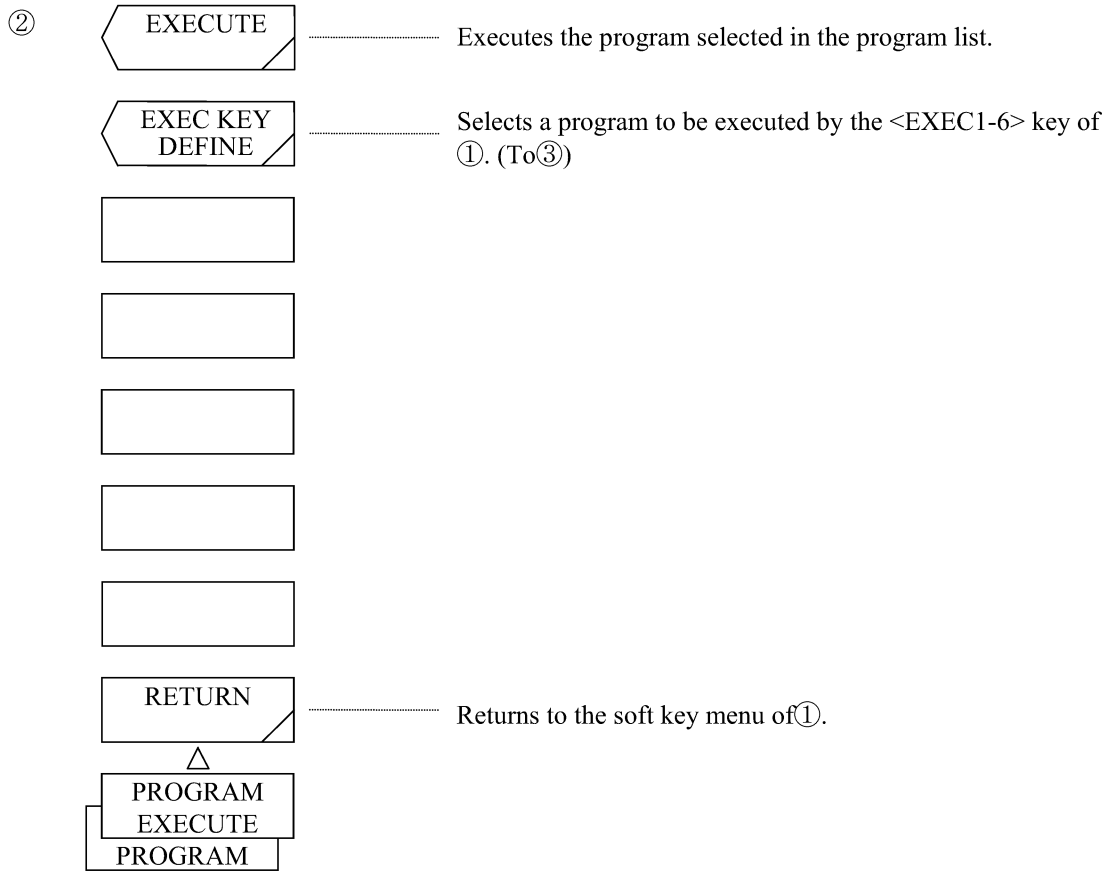 ②
EXECUTE
Executes the program selected in the program list.
EXEC KEY
DEFINE
Selects a program to be executed by the <EXEC1-6> key of
①. (To③)
RETURN
Returns to the soft key menu of①.
PROGRAM
EXECUTE
PROGRAM